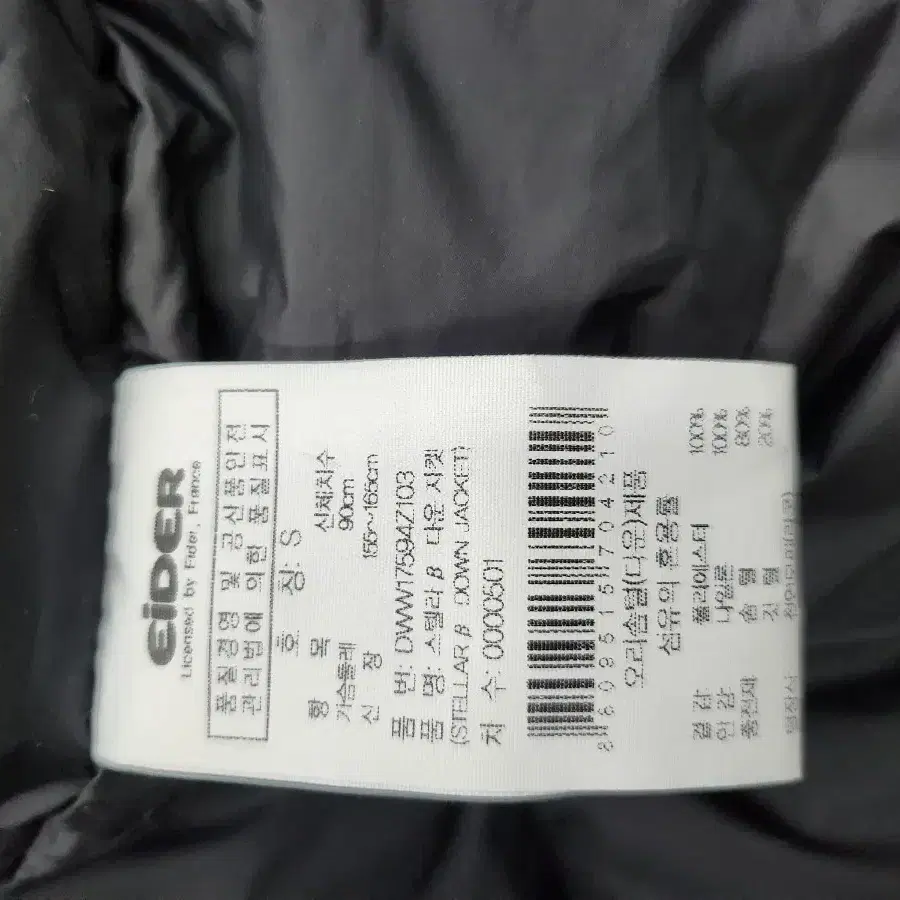 EiDER
Licensed by Eider, France
품질경영 및 공산품안전
관리법에 의한 품질표시
호 칭: S
항 목 신체치수
가슴둘레 90cm
신 장 155~165cm
품 번: DWW17594Z103
품 명: 스텔라 β 다운 자켓
(STELLAR β DOWN JACKET)
차 수: 0000501
8609515704210
오리솜털(다운)제품
섬유의 혼용률
겉 감 폴리에스터 100%
안 감 나일론 100%
충전재 솜 털 80%
깃 털 20%